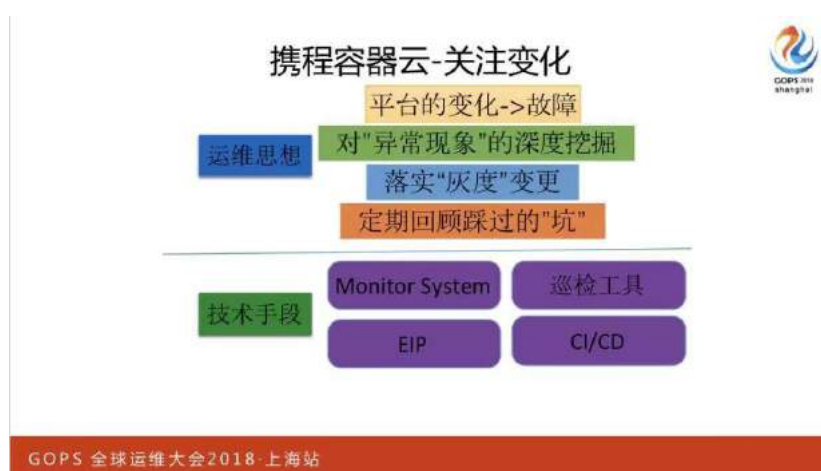 携程容器云-关注变化
GOPS 2018
shanghai
平台的变化->故障
运维思想
对"异常现象"的深度挖掘
落实“灰度”变更
定期回顾踩过的"坑"
技术手段
Monitor System
巡检工具
EIP
CI/CD
GOPS 全球运维大会2018·上海站